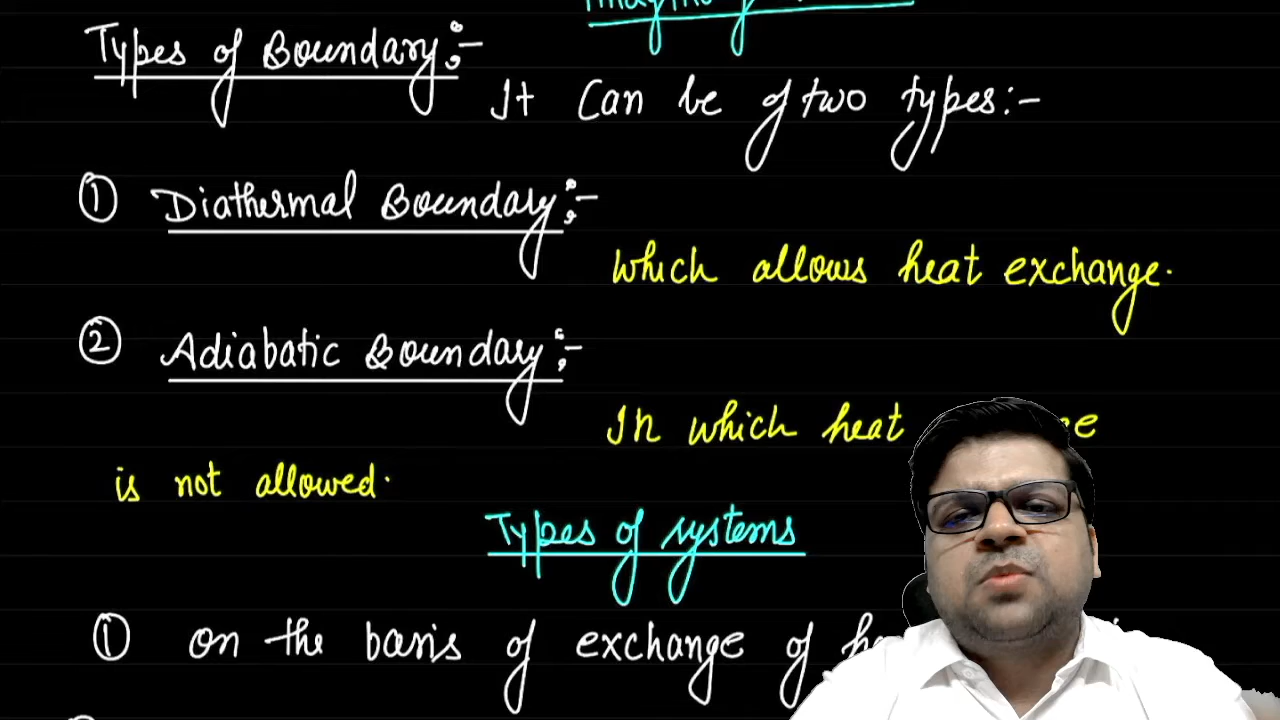 Types of Boundary:-
It Can be of two types:-
① Diathermal Boundary:-
Which allows heat exchange.
② Adiabatic Boundary:-
In which heat
is not allowed.
Types of systems
① on the basis of exchange of